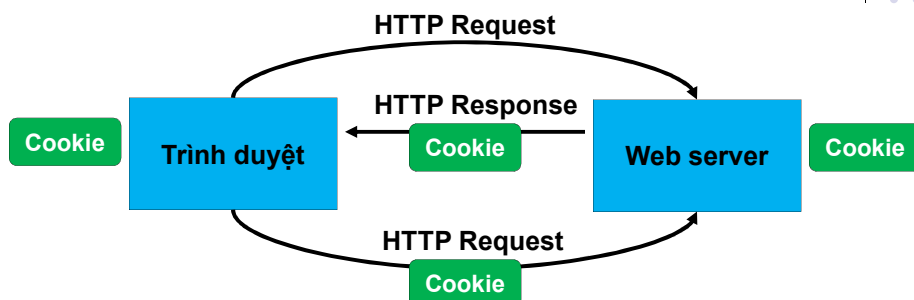 HTTP Request
HTTP Response
Cookie
Trình duyệt
Cookie
Web server
Cookie
HTTP Request
Cookie